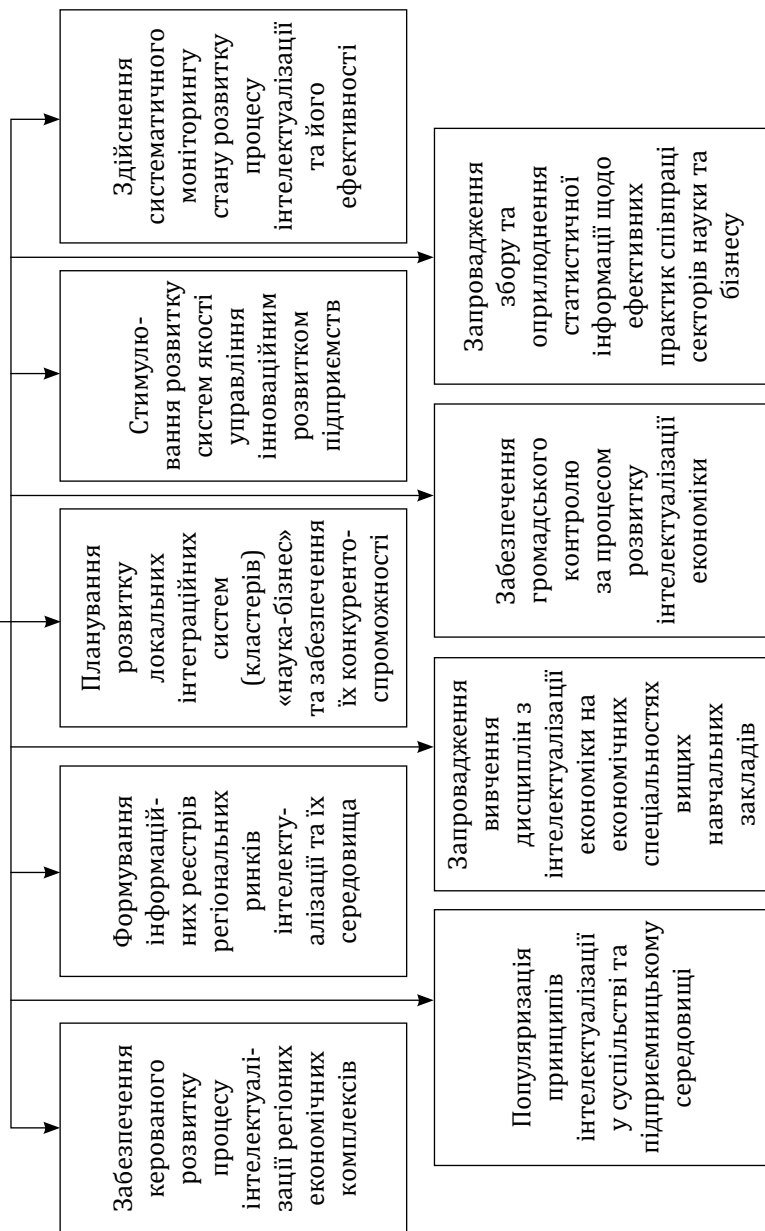 Забезпечення
керованого
розвитку
процесу
інтелектуалі-
зації регіоних
економічних
комплексів
Формування
інформацій-
них реєстрів
регіональних
ринків
інтелекту-
алізації та їх
середовища
Планування
розвитку
локальних
інтеграційних
систем
(кластерів)
«наука-бізнес»
та забезпечення
їх конкуренто-
спроможності
Стимулю-
вання розвитку
систем якості
управління
інноваційним
розвитком
підприємств
Здійснення
систематичного
моніторингу
стану розвитку
процесу
інтелектуалізації
та його
ефективності
Популяризація
принципів
інтелектуалізації
у суспільстві та
підприємницькому
середовищі
Запровадження
вивчення
дисциплін з
інтелектуалізації
економіки на
економічних
спеціальностях
вищих
навчальних
закладів
Забезпечення
громадського
контролю
за процесом
розвитку
інтелектуалізації
економіки
Запровадження
збору та
оприлюднення
статистичної
інформації щодо
ефективних
практик співпраці
секторів науки та
бізнесу